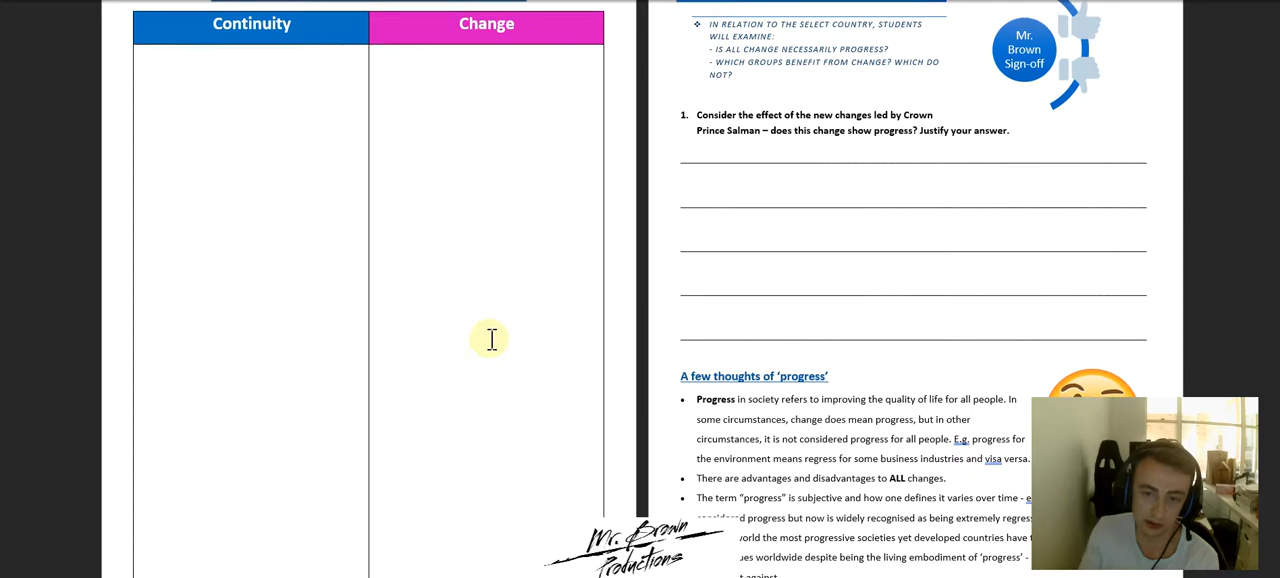 Continuity
Change
IN RELATION TO THE SELECT COUNTRY, STUDENTS
WILL EXAMINE:
- IS ALL CHANGE NECESSARILY PROGRESS?
- WHICH GROUPS BENEFIT FROM CHANGE? WHICH DO
NOT?
Mr.
Brown
Sign-off
1. Consider the effect of the new changes led by Crown
Prince Salman – does this change show progress? Justify your answer.
A few thoughts of ‘progress’
• Progress in society refers to improving the quality of life for all people. In
some circumstances, change does mean progress, but in other
circumstances, it is not considered progress for all people. E.g. progress for
the environment means regress for some business industries and visa versa.
• There are advantages and disadvantages to ALL changes.
• The term “progress” is subjective and how one defines it varies over time -
progress but now is widely recognised as being extremely regress
world the most progressive societies yet developed countries have
worldwide despite being the living embodiment of ‘progress’ -
against
Mr. Brown
Productions